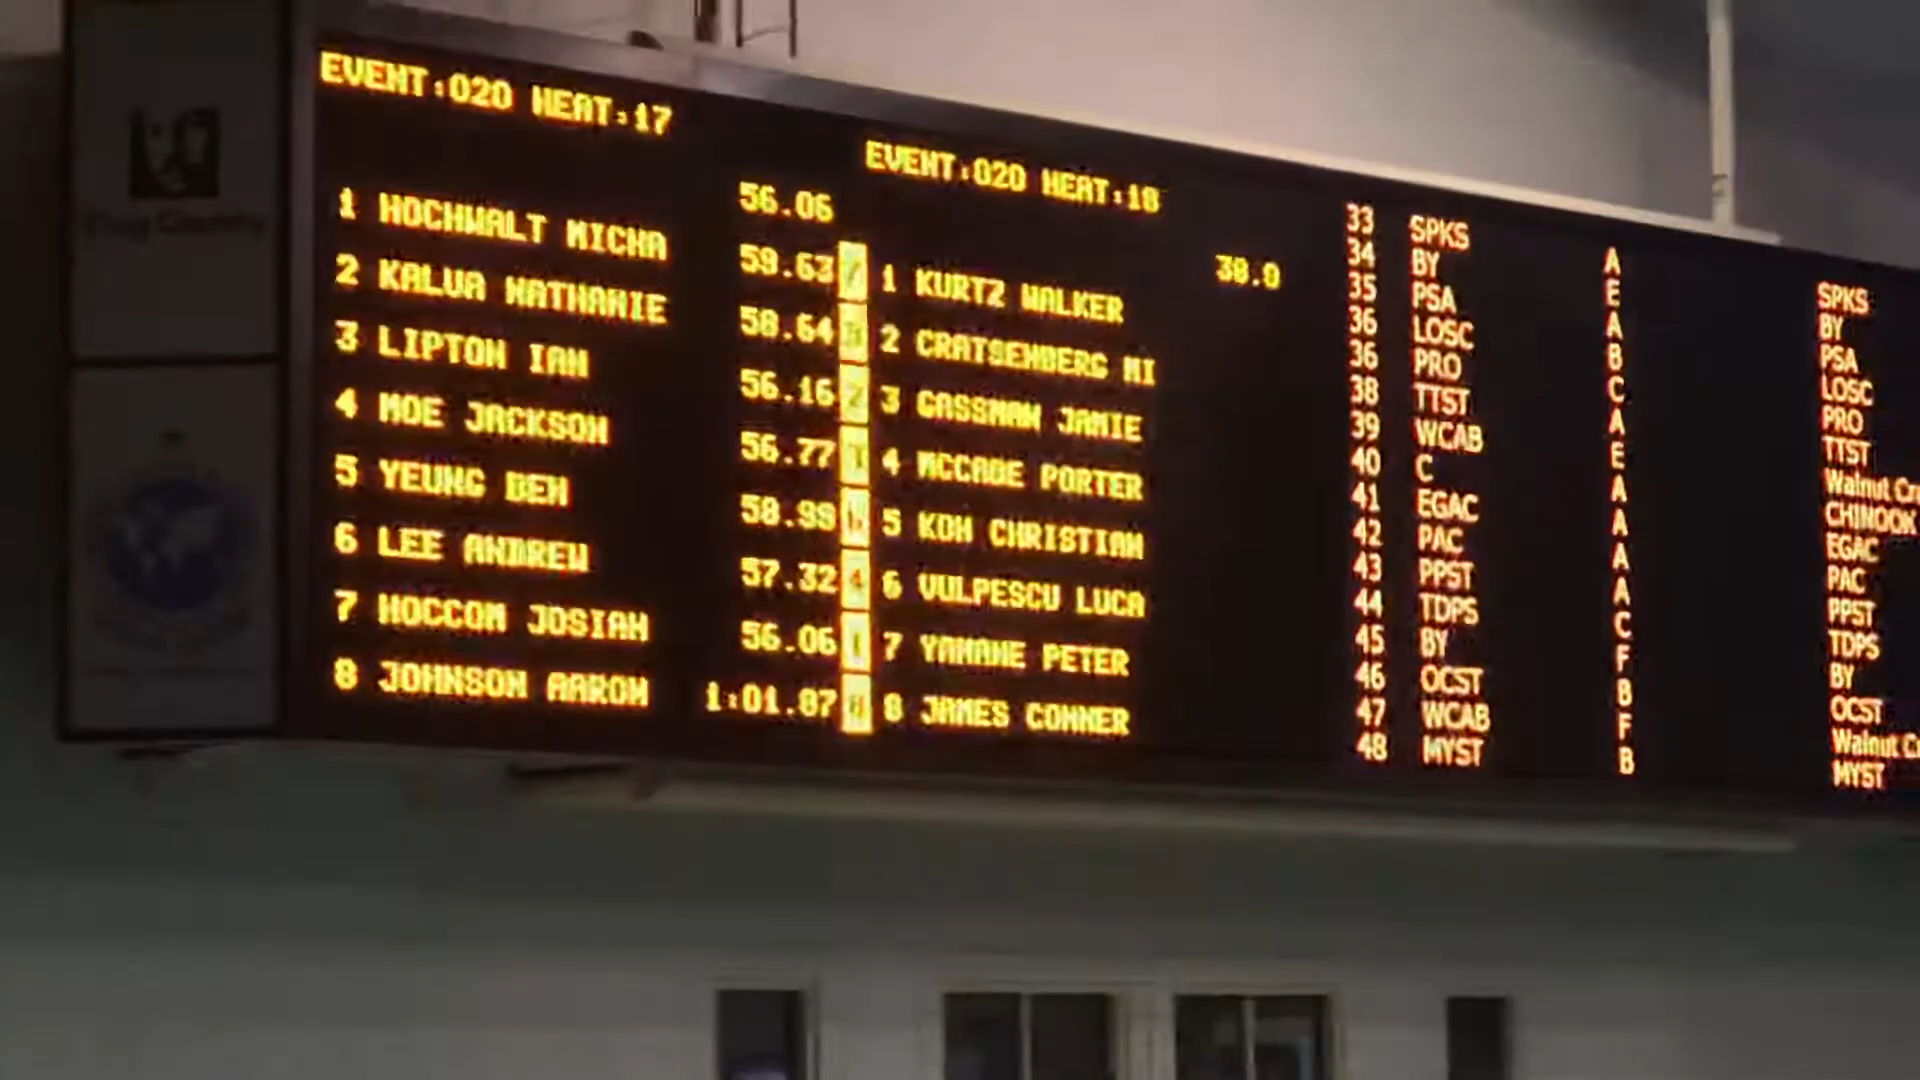 EVENT:020 HEAT:17
56.06
1 HOCHWALT MICHA 59.63
2 KALUA NATHANIE 58.64
3 LIPTON IAN 56.16
4 MOE JACKSON 56.77
5 YEUNG BEN 58.99
6 LEE ANDREW 57.32
7 HOCCOM JOSIAH 56.06
8 JOHNSON AARON 1:01.87
EVENT:020 HEAT:18
38.0
1 KURTZ WALKER
2 CRATSENBERG MI
3 GASSMAN JAMIE
4 MCCABE PORTER
5 KOH CHRISTIAN
6 VULPESCU LUCA
7 YAMANE PETER
8 JAMES CONNER
33 SPKS A SPKS
34 BY E BY
35 PSA A PSA
36 LOSC B LOSC
36 PRO C PRO
38 TTST A TTST
39 WCAB E Walnut Cr
40 C A CHINOOK
41 EGAC A EGAC
42 PAC A PAC
43 PPST A PPST
44 TDPS C TDPS
45 BY F BY
46 OCST B OCST
47 WCAB F Walnut Cr
48 MYST B MYST